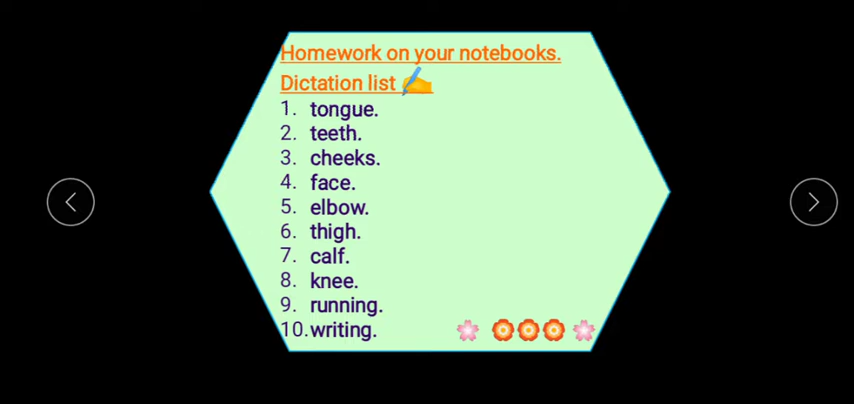 Homework on your notebooks.
Dictation list ✍
1. tongue.
2. teeth.
3. cheeks.
4. face.
5. elbow.
6. thigh.
7. calf.
8. knee.
9. running.
10.writing.